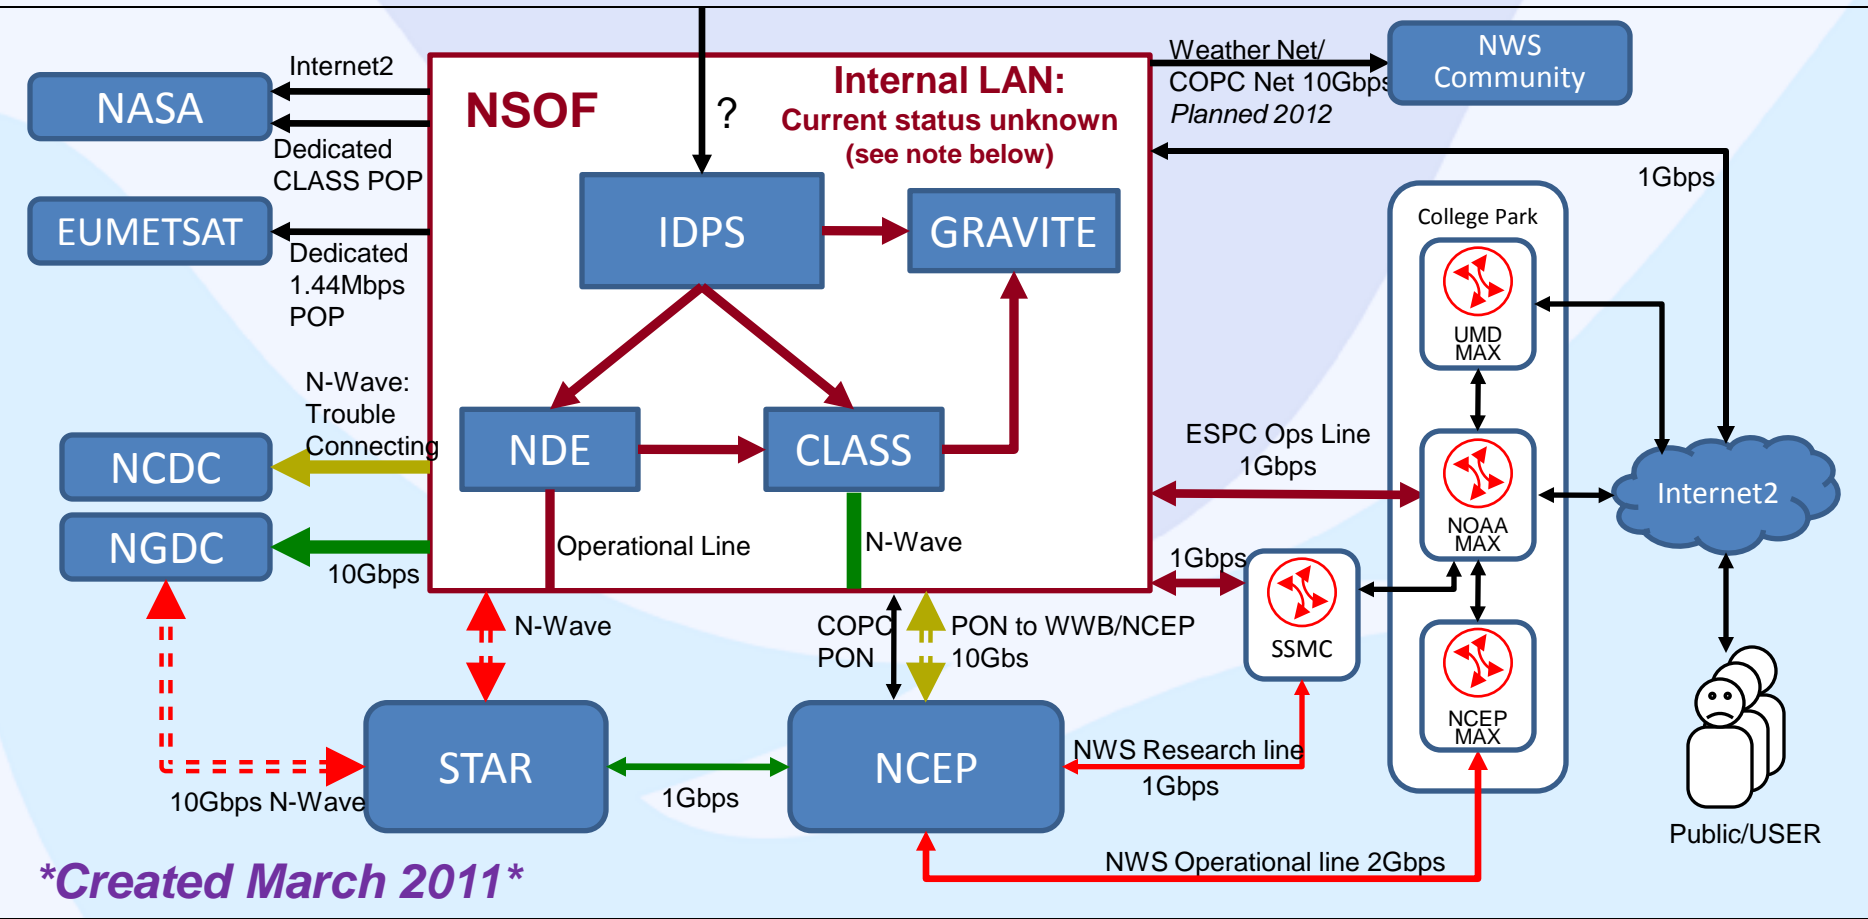 Internet2
NASA
Dedicated
CLASS POP
EUMETSAT
Dedicated
1.44Mbps
POP
N-Wave:
Trouble
Connecting
NCDC
NGDC
10Gbps
NSOF
?
Internal LAN:
Current status unknown
(see note below)
IDPS
GRAVITE
NDE
CLASS
Operational Line
N-Wave
Weather Net/
COPC Net 10Gbps
Planned 2012
NWS
Community
1Gbps
College Park
UMD
MAX
ESPC Ops Line
1Gbps
NOAA
MAX
Internet2
1Gbps
SSMC
NCEP
MAX
N-Wave
COPC
PON
PON to WWB/NCEP
10Gbs
STAR
1Gbps
NCEP
NWS Research line
1Gbps
10Gbps N-Wave
NWS Operational line 2Gbps
Public/USER
*Created March 2011*